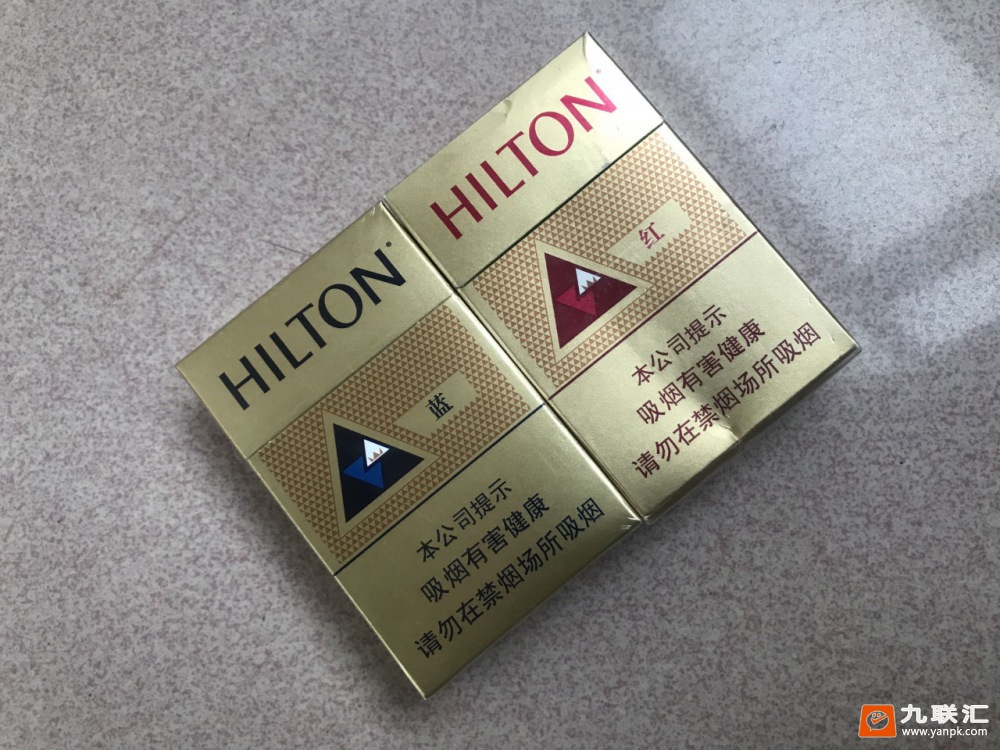 HILTON
蓝
本公司提示
吸烟有害健康
请勿在禁烟场所吸烟
HILTON
红
本公司提示
吸烟有害健康
请勿在禁烟场所吸烟
九联汇
www.yanpk.com